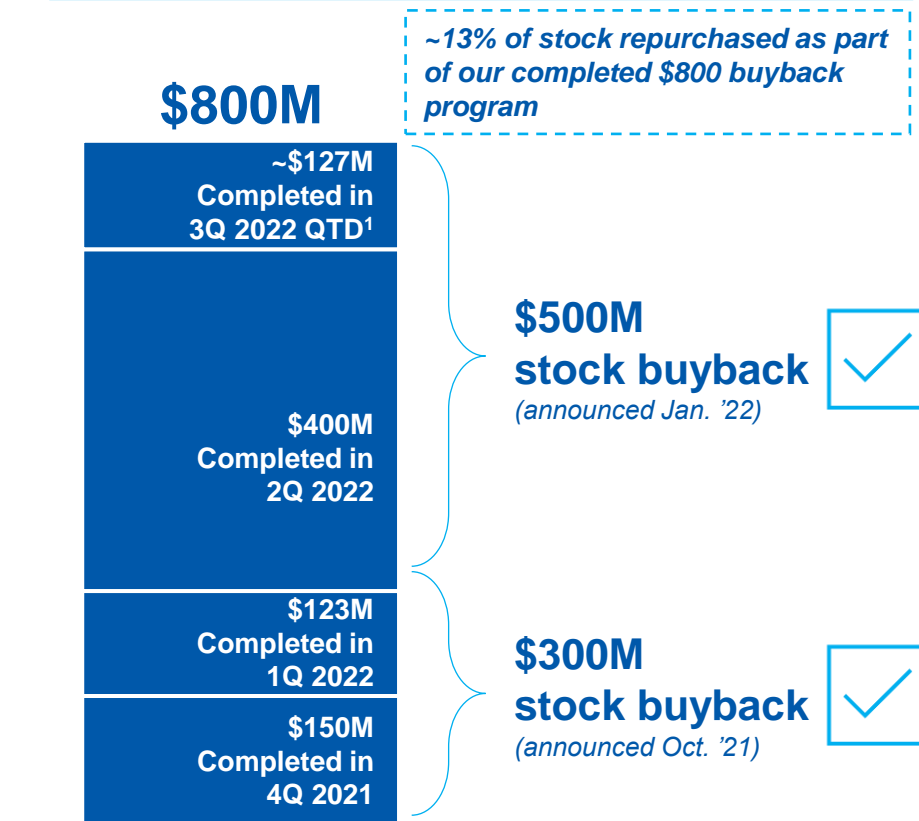 ~13% of stock repurchased as part
of our completed $800 buyback
program
$800M
~$127M
Completed in
3Q 2022 QTD¹
$400M
Completed in
2Q 2022
$123M
Completed in
1Q 2022
$150M
Completed in
4Q 2021
$500M
stock buyback
(announced Jan. ’22)
$300M
stock buyback
(announced Oct. ’21)